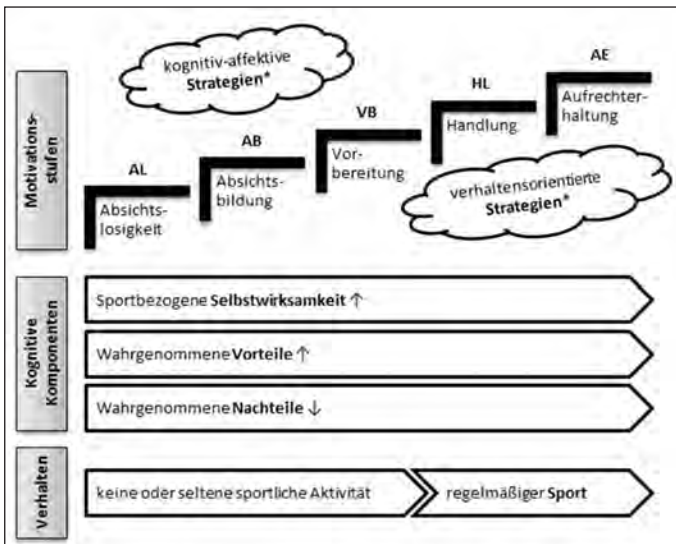 Motivations-
stufen
kognitiv-affektive
Strategien*
AL
Absichts-
losigkeit
AB
Absichts-
bildung
VB
Vor-
bereitung
HL
Handlung
AE
Aufrechter-
haltung
verhaltensorientierte
Strategien*
Kognitive
Komponenten
Sportbezogene Selbstwirksamkeit ↑
Wahrgenommene Vorteile ↑
Wahrgenommene Nachteile ↓
Verhalten
keine oder seltene sportliche Aktivität
regelmäßiger Sport